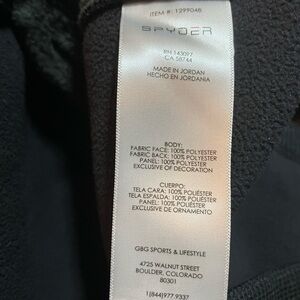 ITEM #: 1299048
SPYDER
RN 143097
CA 58744
MADE IN JORDAN
HECHO EN JORDANIA
BODY:
FABRIC FACE: 100% POLYESTER
FABRIC BACK: 100% POLYESTER
PANEL: 100% POLYESTER
EXCLUSIVE OF DECORATION
CUERPO:
TELA CARA: 100% POLIÉSTER
TELA ESPALDA: 100% POLIÉSTER
PANEL: 100% POLIÉSTER
EXCLUSIVE DE ORNAMENTO
GBG SPORTS & LIFESTYLE
4725 WALNUT STREET
BOULDER, COLORADO
80301
1(844)977.9337